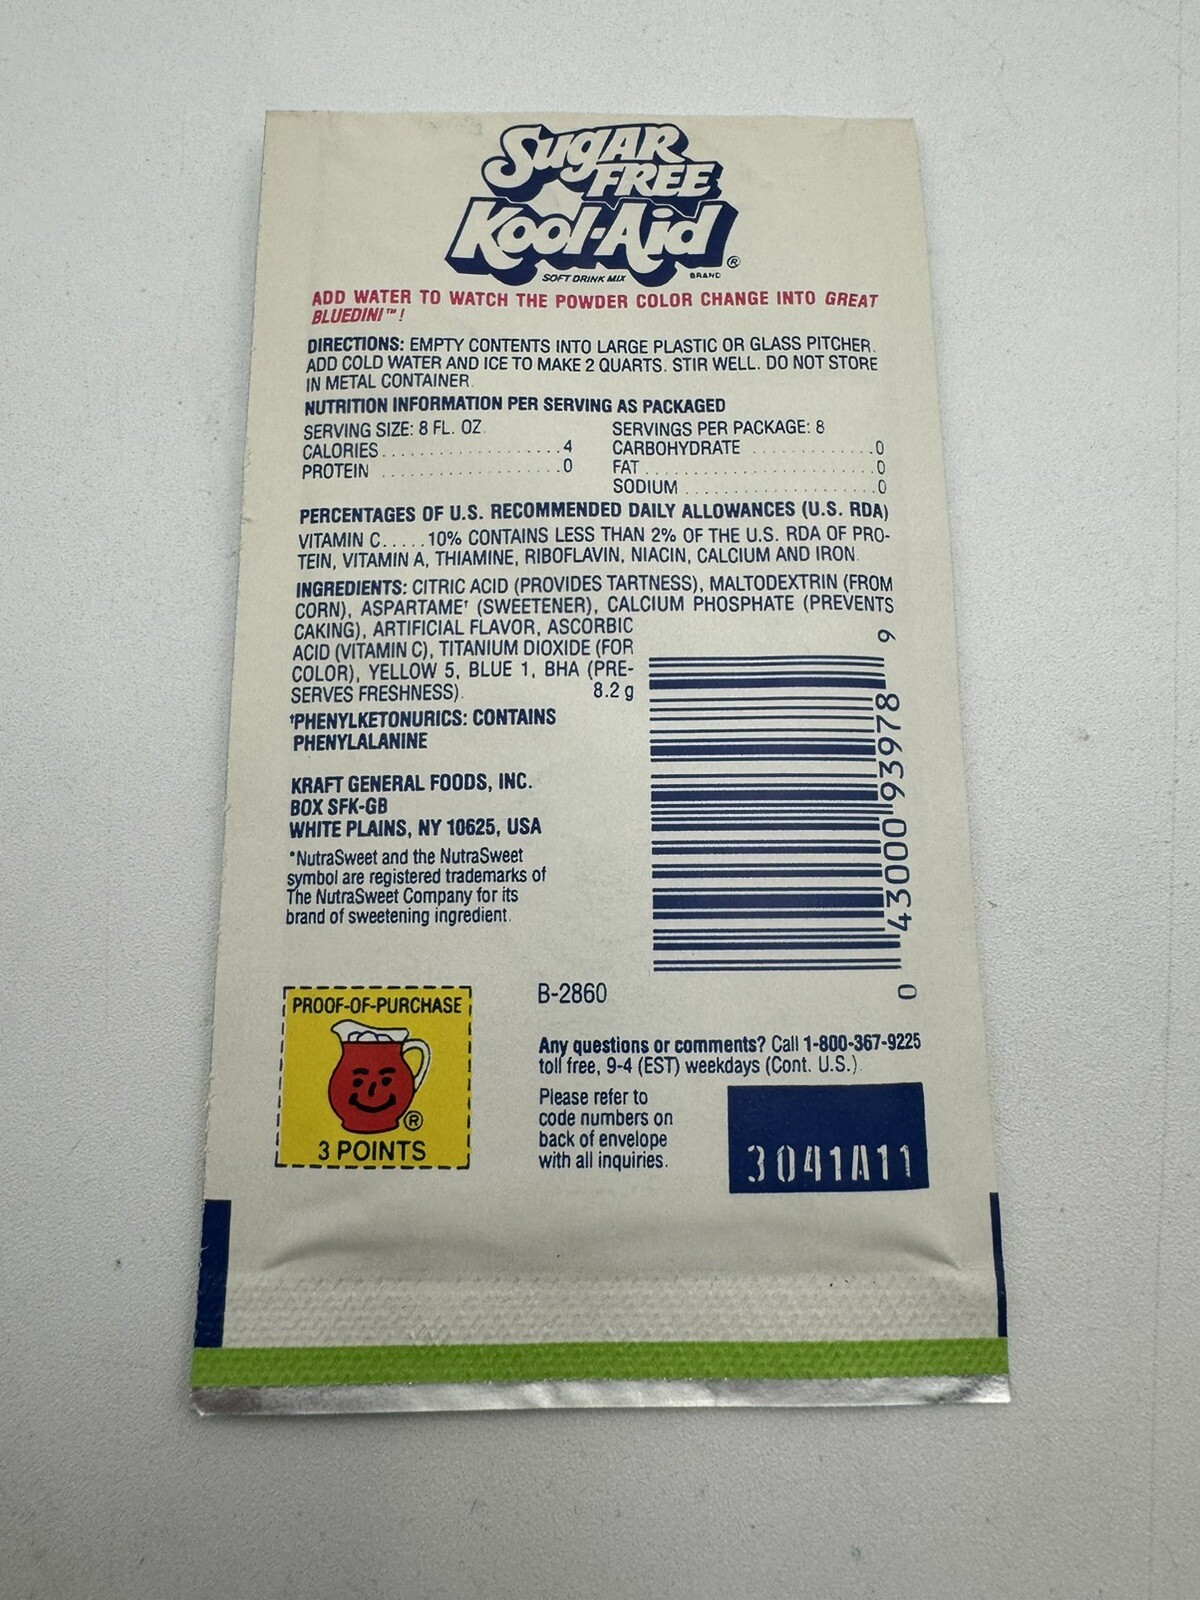 Sugar
FREE
Kool-Aid®
SOFT DRINK MIX BRAND
ADD WATER TO WATCH THE POWDER COLOR CHANGE INTO GREAT
BLUEDINI™!
DIRECTIONS: EMPTY CONTENTS INTO LARGE PLASTIC OR GLASS PITCHER.
ADD COLD WATER AND ICE TO MAKE 2 QUARTS. STIR WELL. DO NOT STORE
IN METAL CONTAINER.
NUTRITION INFORMATION PER SERVING AS PACKAGED
SERVING SIZE: 8 FL. OZ. SERVINGS PER PACKAGE: 8
CALORIES....................4 CARBOHYDRATE .............0
PROTEIN ....................0 FAT..........................0
SODIUM .....................0
PERCENTAGES OF U.S. RECOMMENDED DAILY ALLOWANCES (U.S. RDA)
VITAMIN C.....10% CONTAINS LESS THAN 2% OF THE U.S. RDA OF PRO-
TEIN, VITAMIN A, THIAMINE, RIBOFLAVIN, NIACIN, CALCIUM AND IRON.
INGREDIENTS: CITRIC ACID (PROVIDES TARTNESS), MALTODEXTRIN (FROM
CORN), ASPARTAME† (SWEETENER), CALCIUM PHOSPHATE (PREVENTS
CAKING), ARTIFICIAL FLAVOR, ASCORBIC
ACID (VITAMIN C), TITANIUM DIOXIDE (FOR
COLOR), YELLOW 5, BLUE 1, BHA (PRE-
SERVES FRESHNESS). 8.2 g
†PHENYLKETONURICS: CONTAINS
PHENYLALANINE
KRAFT GENERAL FOODS, INC.
BOX SFK-GB
WHITE PLAINS, NY 10625, USA
*NutraSweet and the NutraSweet
symbol are registered trademarks of
The NutraSweet Company for its
brand of sweetening ingredient.
0 43000 93978 9
PROOF-OF-PURCHASE
®
3 POINTS
B-2860
Any questions or comments? Call 1-800-367-9225
toll free, 9-4 (EST) weekdays (Cont. U.S.).
Please refer to
code numbers on
back of envelope
with all inquiries.
3041A11